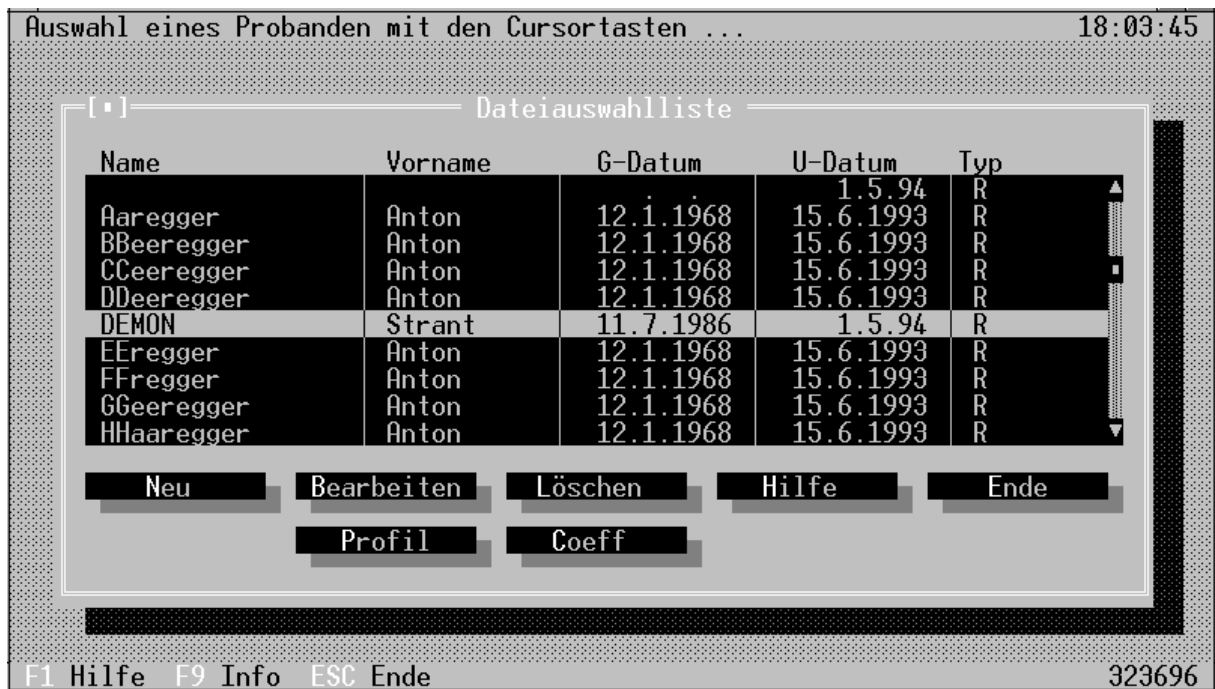 Auswahl eines Probanden mit den Cursortasten ... 18:03:45
[▪] Dateiauswahlliste
Name Vorname G-Datum U-Datum Typ
. . 1.5.94 R
Aaregger Anton 12.1.1968 15.6.1993 R
BBeeregger Anton 12.1.1968 15.6.1993 R
CCeeregger Anton 12.1.1968 15.6.1993 R
DDeeregger Anton 12.1.1968 15.6.1993 R
DEMON Strant 11.7.1986 1.5.94 R
EEregger Anton 12.1.1968 15.6.1993 R
FFregger Anton 12.1.1968 15.6.1993 R
GGeeregger Anton 12.1.1968 15.6.1993 R
HHaaregger Anton 12.1.1968 15.6.1993 R
Neu Bearbeiten Löschen Hilfe Ende
Profil Coeff
F1 Hilfe F9 Info ESC Ende 323696